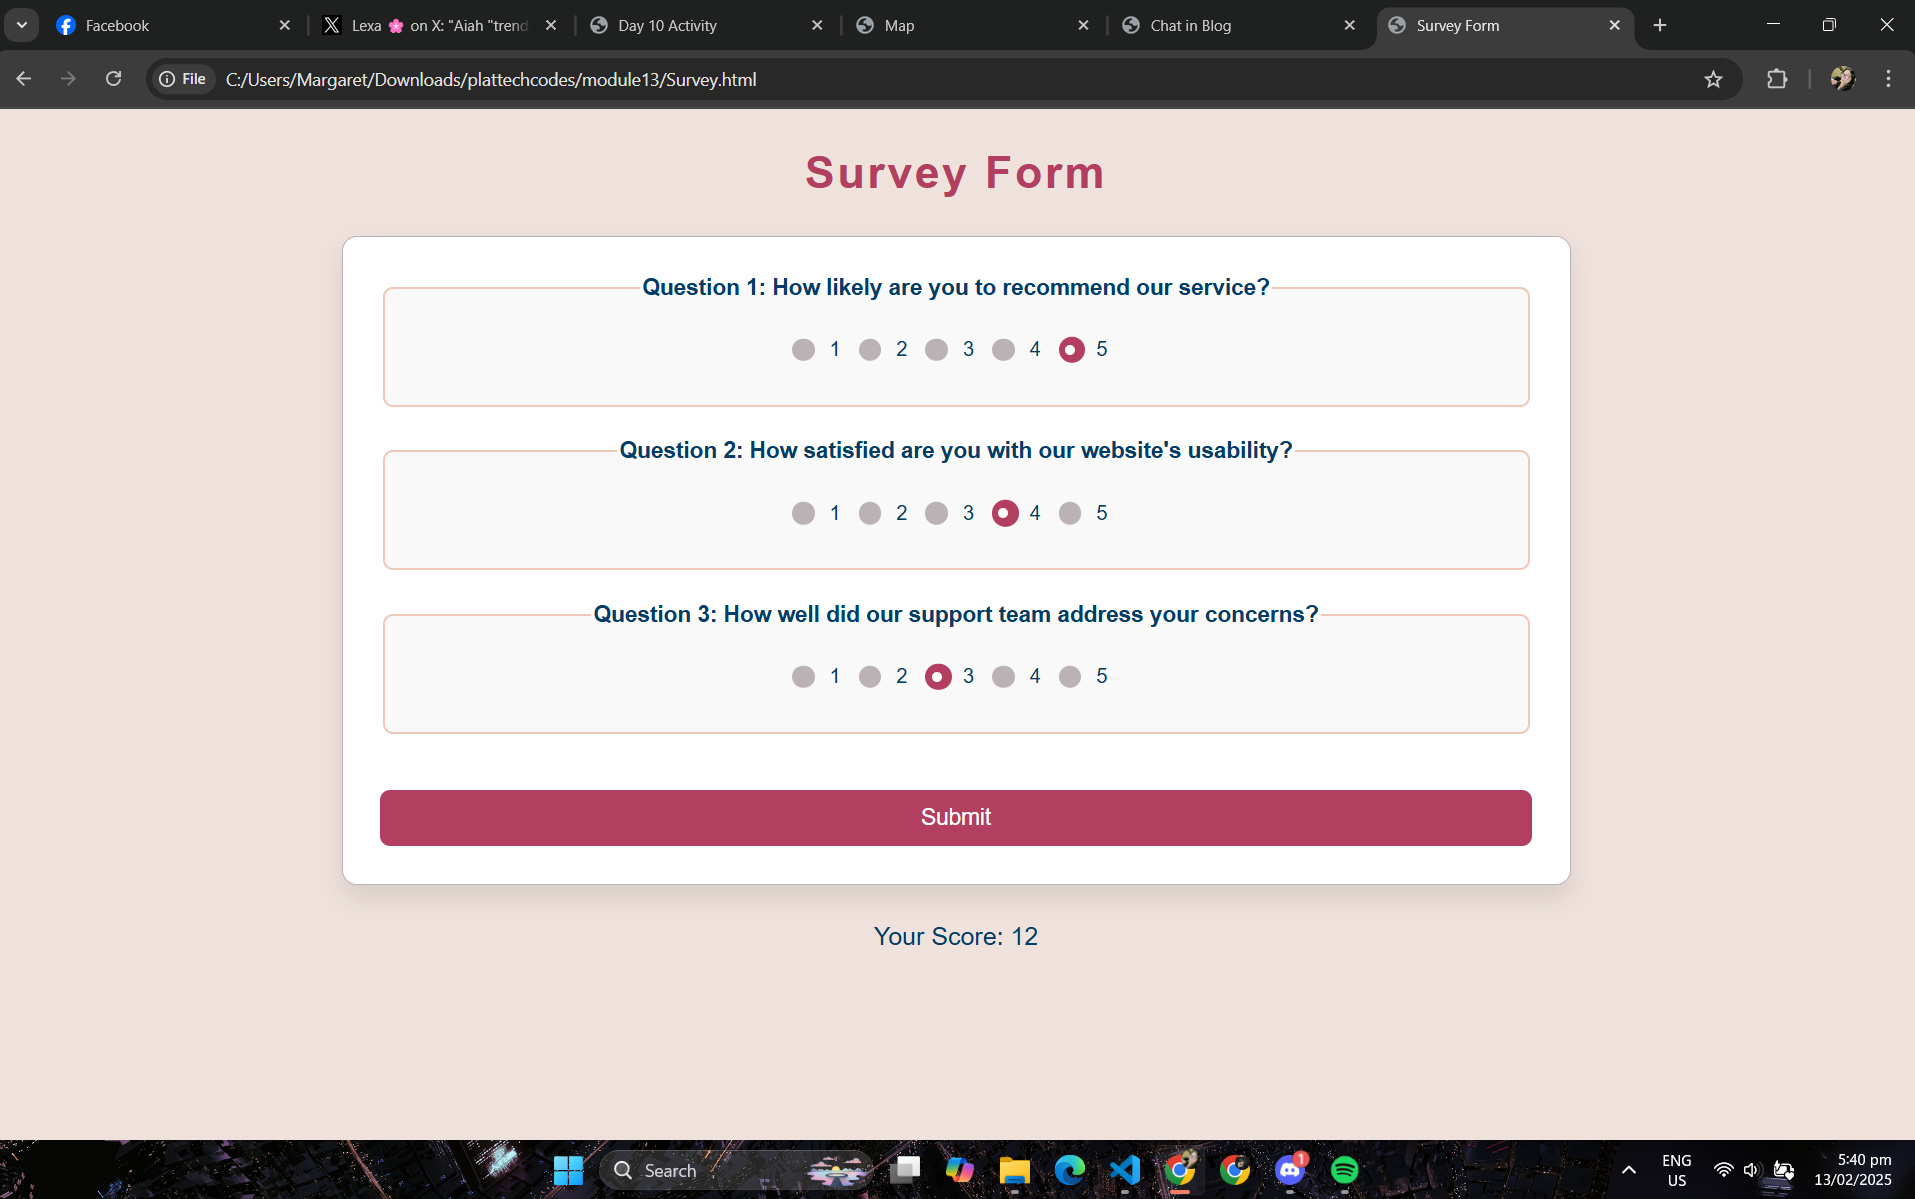 Facebook
Lexa 🌸 on X: "Aiah "trend
Day 10 Activity
Map
Chat in Blog
Survey Form
File C:/Users/Margaret/Downloads/plattechcodes/module13/Survey.html
Survey Form
Question 1: How likely are you to recommend our service?
1 2 3 4 5
Question 2: How satisfied are you with our website's usability?
1 2 3 4 5
Question 3: How well did our support team address your concerns?
1 2 3 4 5
Submit
Your Score: 12
Search
1
ENG
US
5:40 pm
13/02/2025